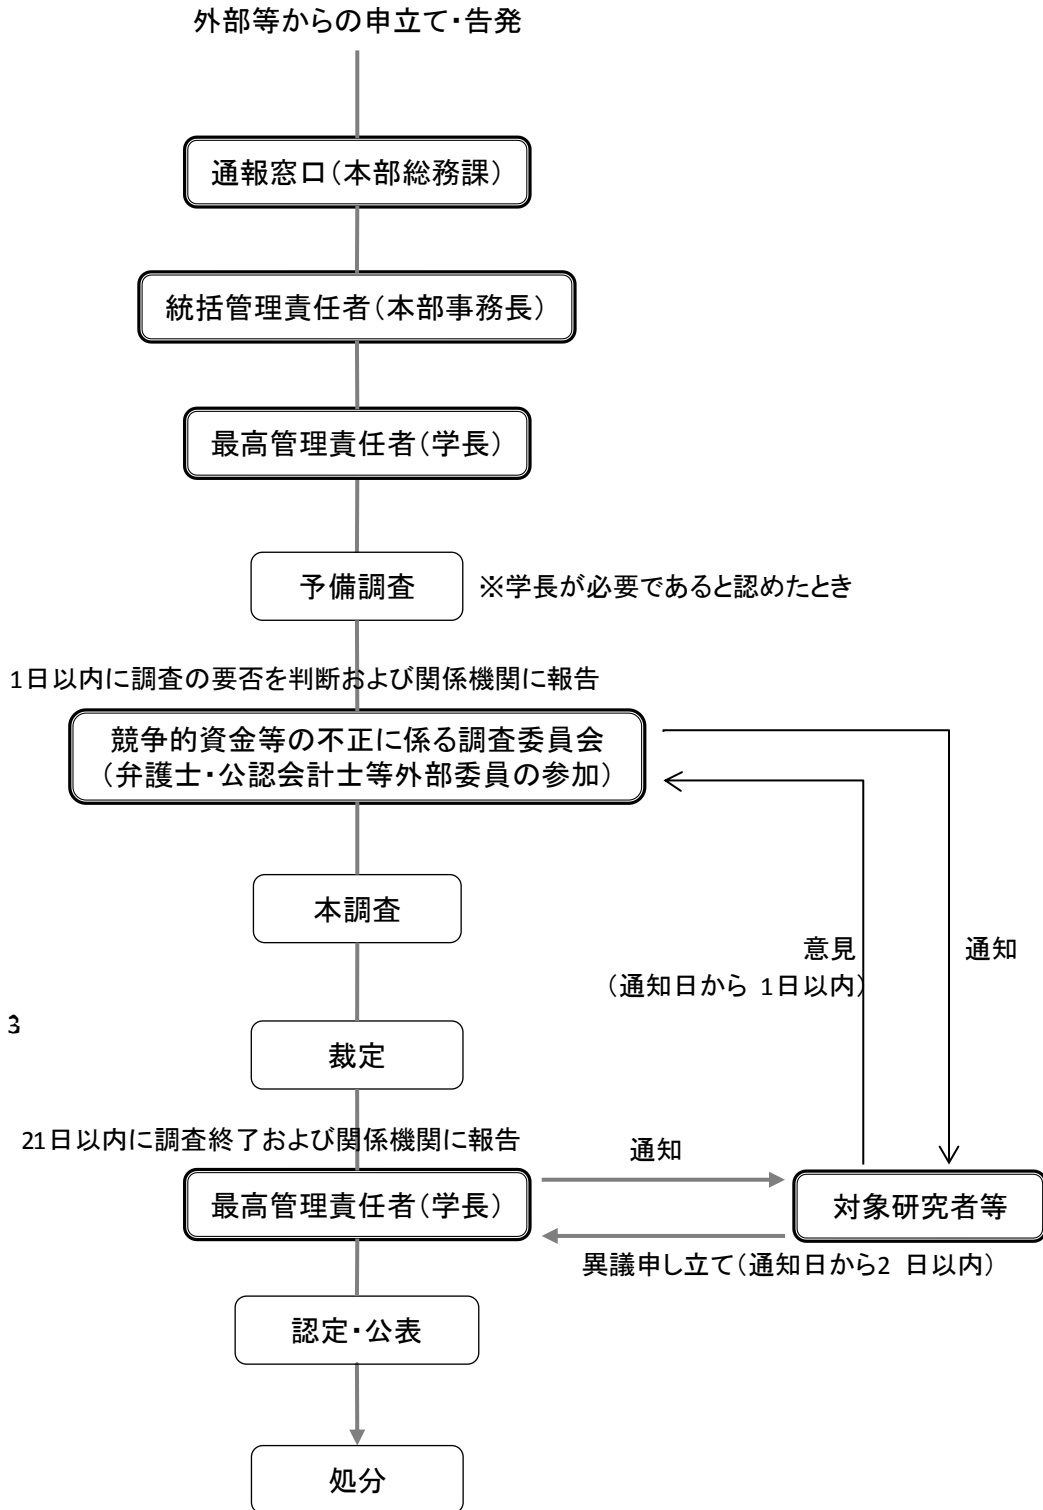 外部等からの申立て・告発
通報窓口(本部総務課)
統括管理責任者(本部事務長)
最高管理責任者(学長)
予備調査 ※学長が必要であると認めたとき
1日以内に調査の要否を判断および関係機関に報告
競争的資金等の不正に係る調査委員会
(弁護士・公認会計士等外部委員の参加)
本調査
意見
通知
(通知日から 1日以内)
裁定
21日以内に調査終了および関係機関に報告
通知
最高管理責任者(学長)
対象研究者等
異議申し立て(通知日から2 日以内)
認定・公表
処分